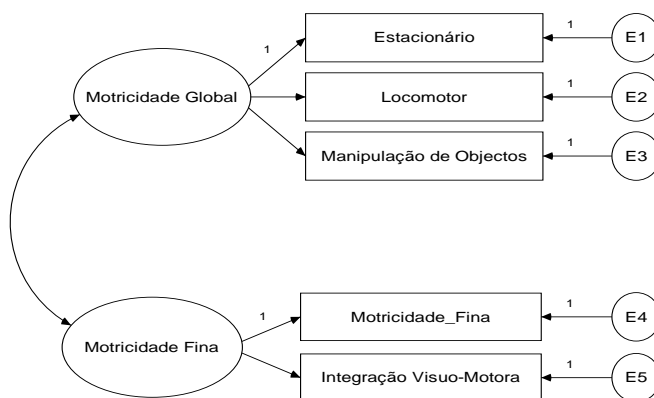 1
Estacionário
1
E1
Motricidade Global
Locomotor
1
E2
Manipulação de Objectos
1
E3
1
Motricidade_Fina
1
E4
Motricidade Fina
Integração Visuo-Motora
1
E5